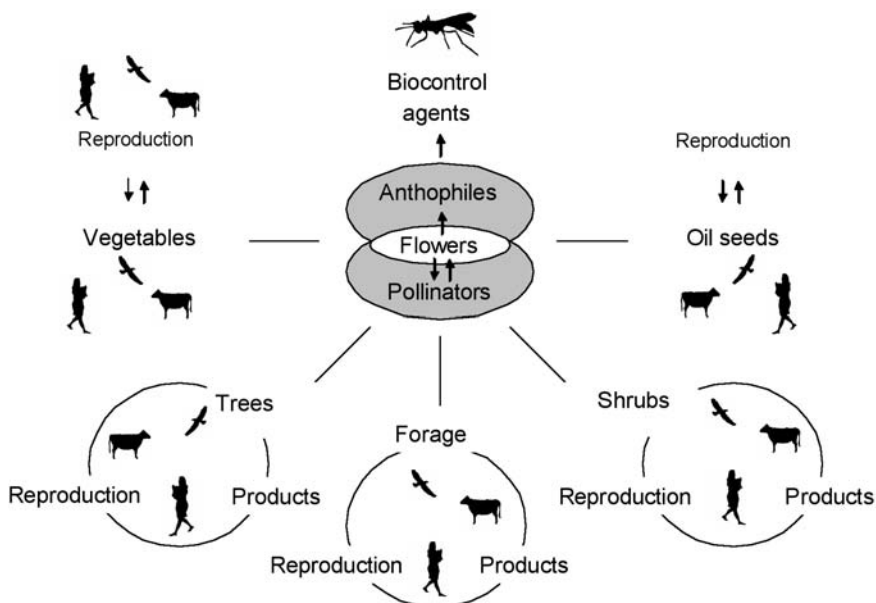 Biocontrol
agents
Reproduction
Reproduction
Anthophiles
Vegetables
Flowers
Oil seeds
Pollinators
Trees
Shrubs
Forage
Reproduction
Products
Reproduction
Products
Reproduction
Products